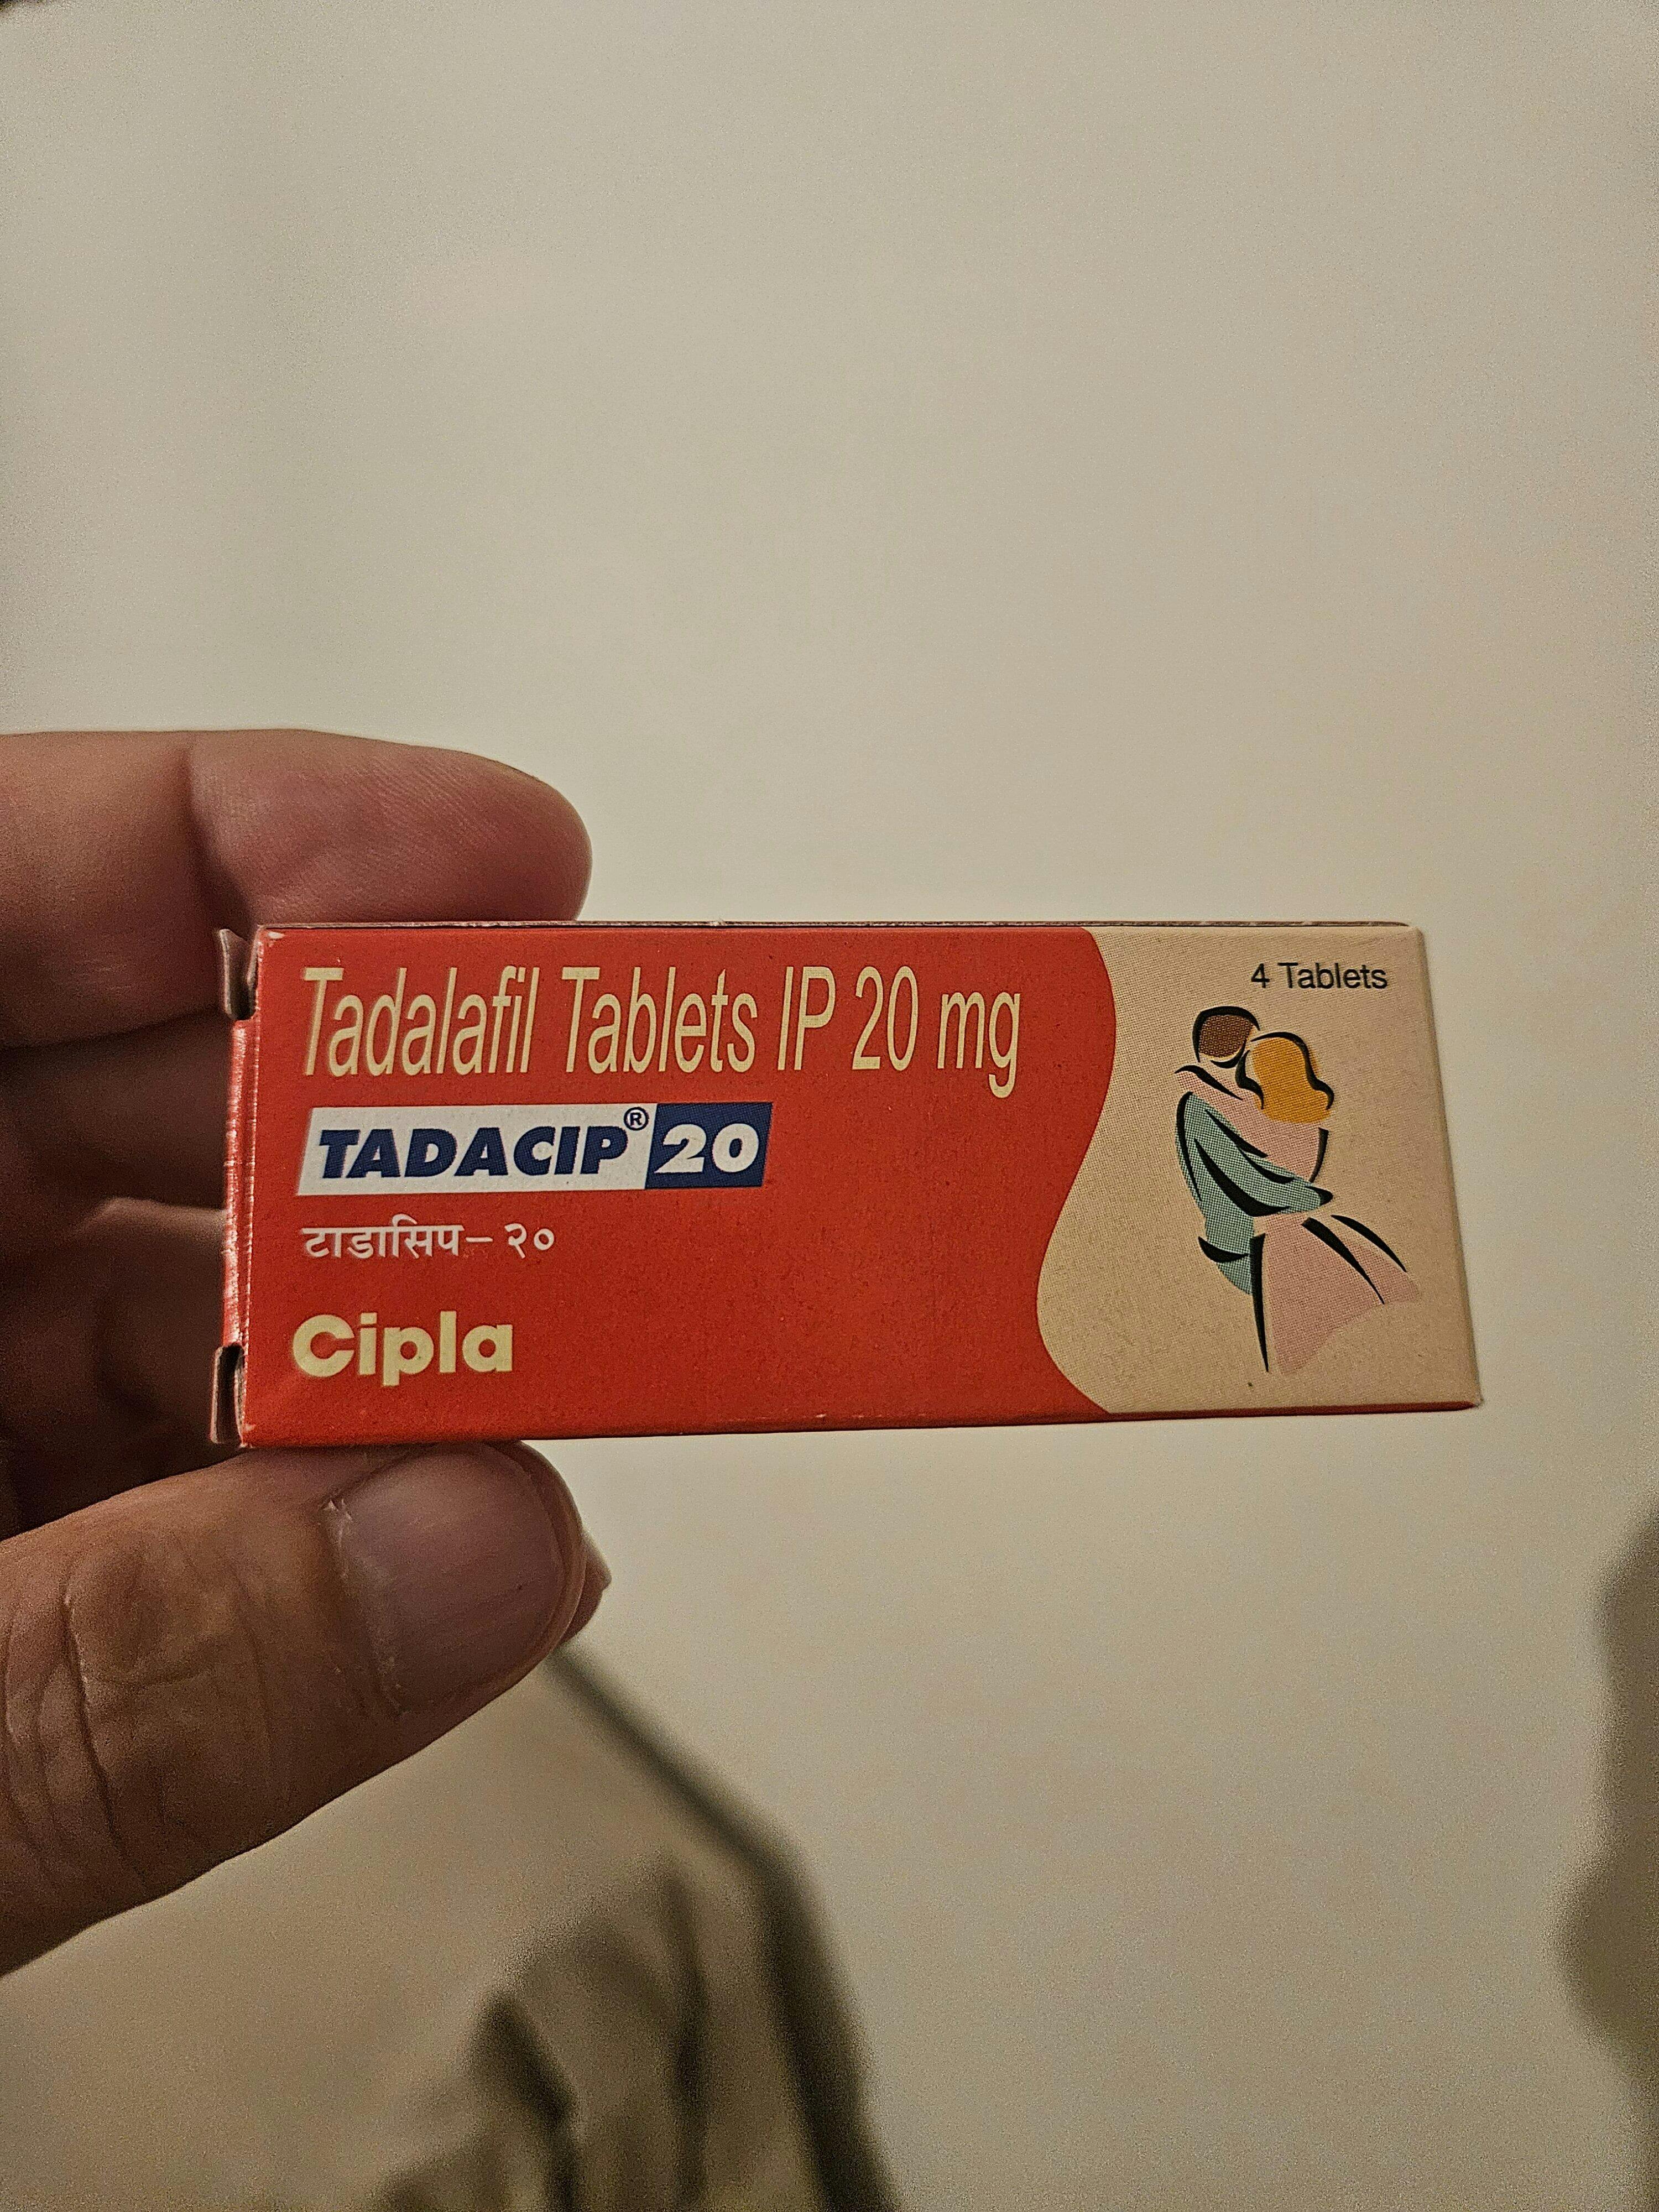 Tadalafil Tablets IP 20 mg
4 Tablets
TADACIP® 20
टाडासिप– २०
Cipla